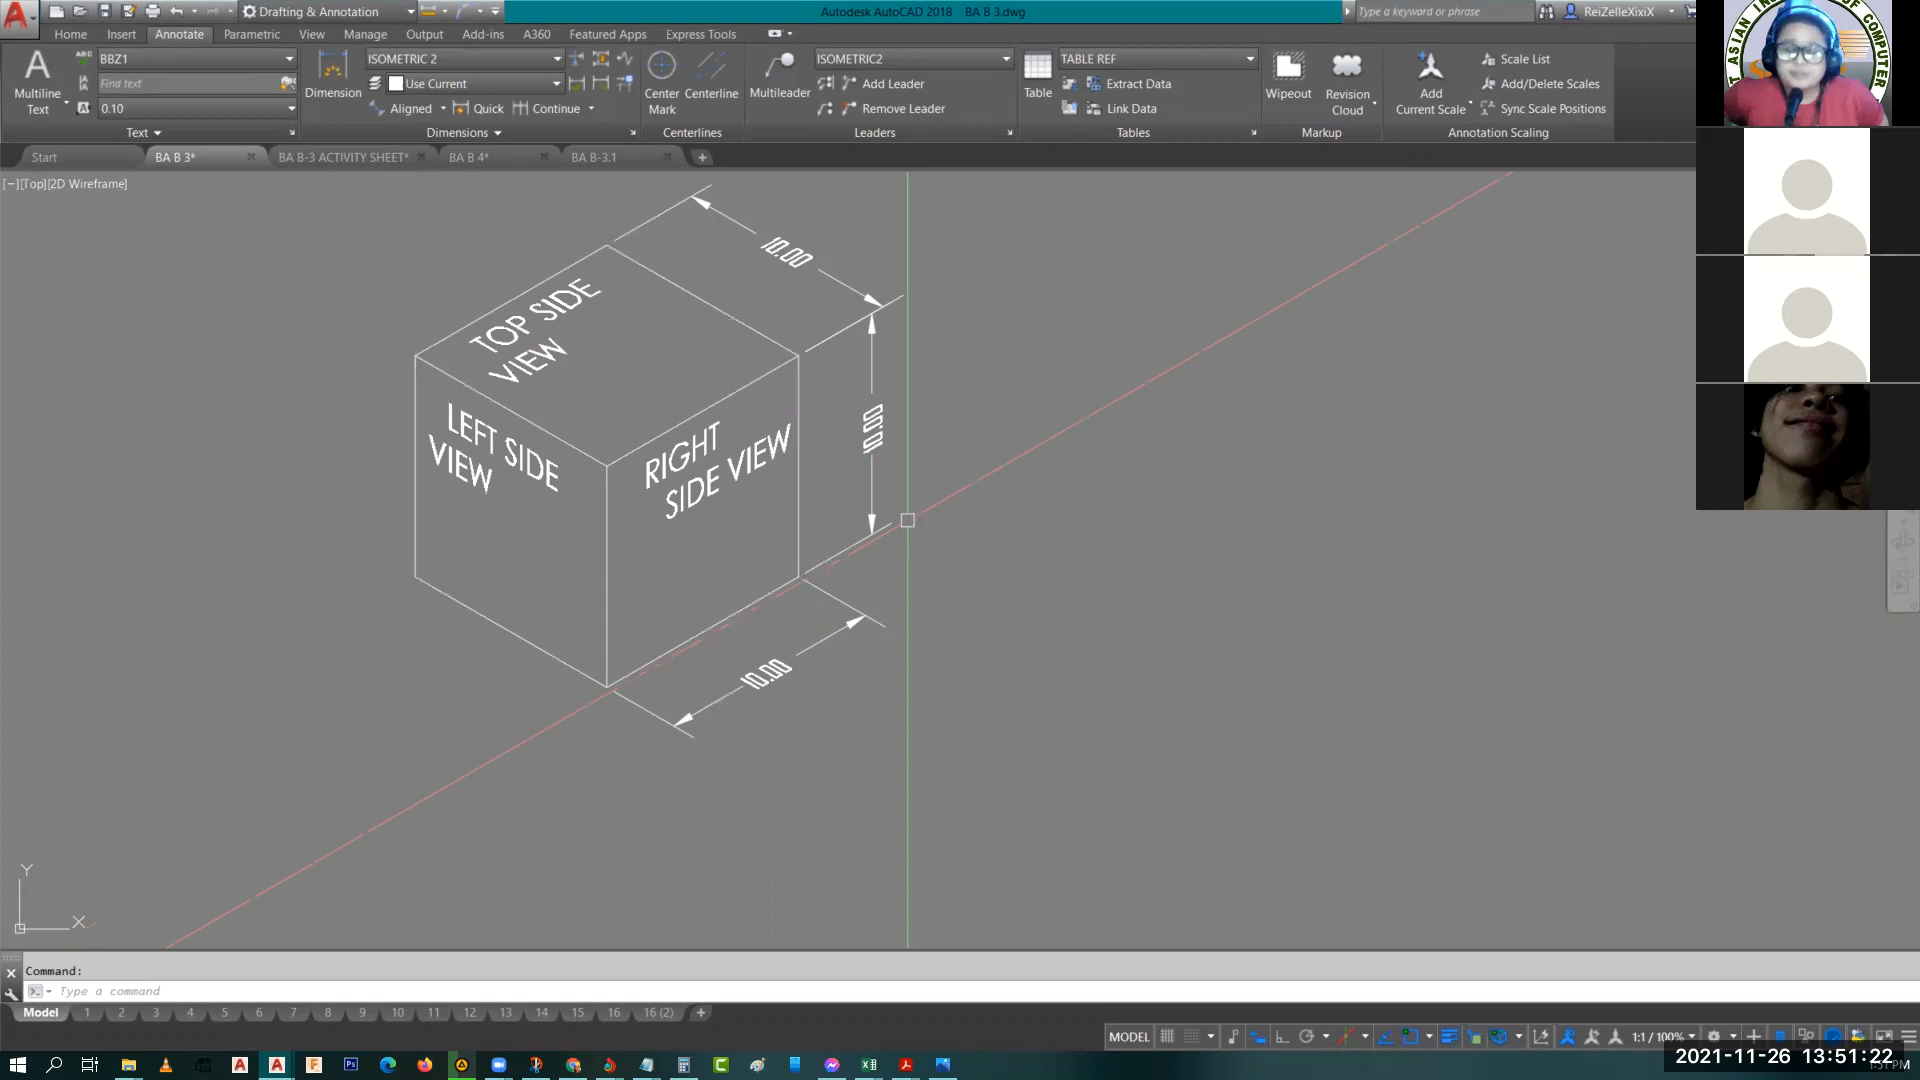 Drafting & Annotation
Autodesk AutoCAD 2018 BA B 3.dwg
Type a keyword or phrase
ReiZelleXixiX
Home Insert Annotate Parametric View Manage Output Add-ins A360 Featured Apps Express Tools
Multiline Text
BBZ1
Find text
0.10
Text
Dimension
ISOMETRIC 2
Use Current
Aligned Quick Continue
Dimensions
Center Mark
Centerline
Centerlines
Multileader
ISOMETRIC2
Add Leader
Remove Leader
Leaders
Table
TABLE REF
Extract Data
Link Data
Tables
Wipeout
Revision Cloud
Markup
Add Current Scale
Scale List
Add/Delete Scales
Sync Scale Positions
Annotation Scaling
Start
BA B 3*
BA B-3 ACTIVITY SHEET*
BA B 4*
BA B-3.1
[−][Top][2D Wireframe]
10.00
TOP SIDE
VIEW
LEFT SIDE
VIEW
RIGHT
SIDE VIEW
10.00
10.00
Y
X
Command:
Type a command
Model 1 2 3 4 5 6 7 8 9 10 11 12 13 14 15 16 16 (2)
MODEL
1:1 / 100%
2021-11-26 13:51:22
ASIAN IN
OF COMPUTER